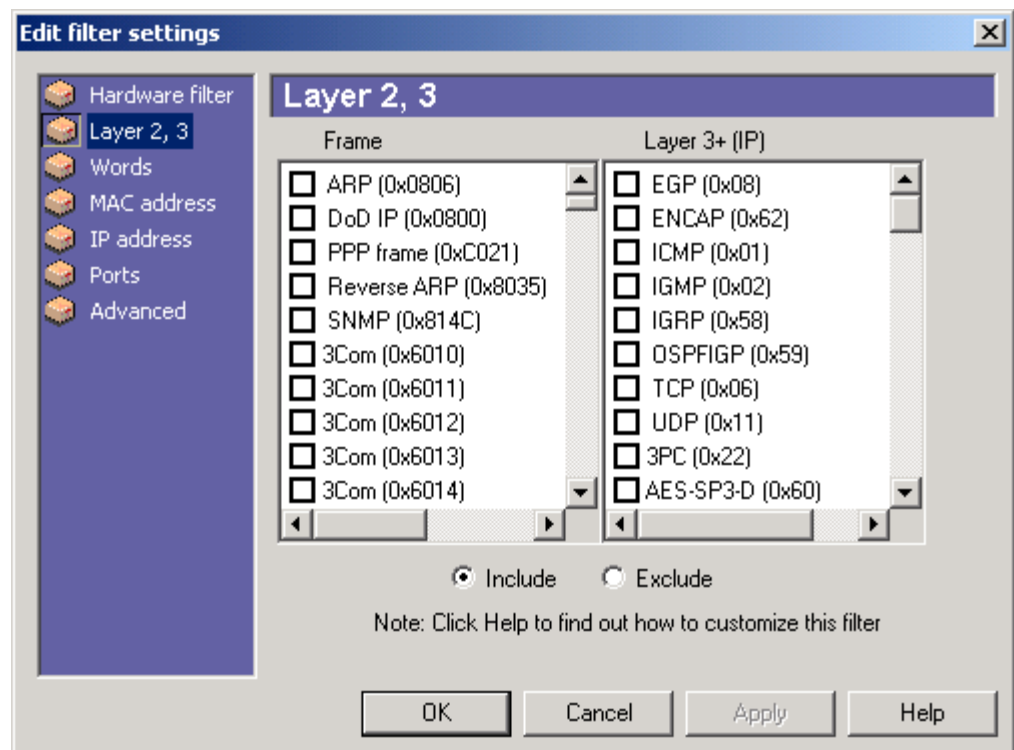 Edit filter settings
Hardware filter
Layer 2, 3
Words
MAC address
IP address
Ports
Advanced
Layer 2, 3
Frame
ARP (0x0806)
DoD IP (0x0800)
PPP frame (0xC021)
Reverse ARP (0x8035)
SNMP (0x814C)
3Com (0x6010)
3Com (0x6011)
3Com (0x6012)
3Com (0x6013)
3Com (0x6014)
Layer 3+ (IP)
EGP (0x08)
ENCAP (0x62)
ICMP (0x01)
IGMP (0x02)
IGRP (0x58)
OSPFIGP (0x59)
TCP (0x06)
UDP (0x11)
3PC (0x22)
AES-SP3-D (0x60)
Include Exclude
Note: Click Help to find out how to customize this filter
OK Cancel Apply Help